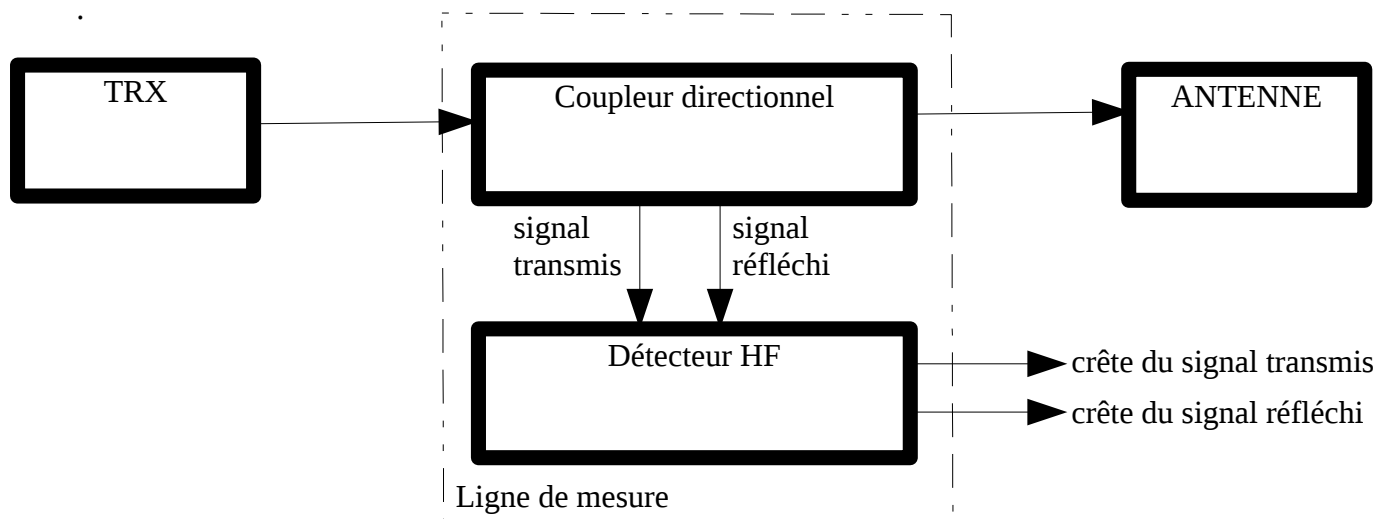 TRX
Coupleur directionnel
ANTENNE
signal
transmis
signal
réfléchi
Détecteur HF
crête du signal transmis
crête du signal réfléchi
Ligne de mesure